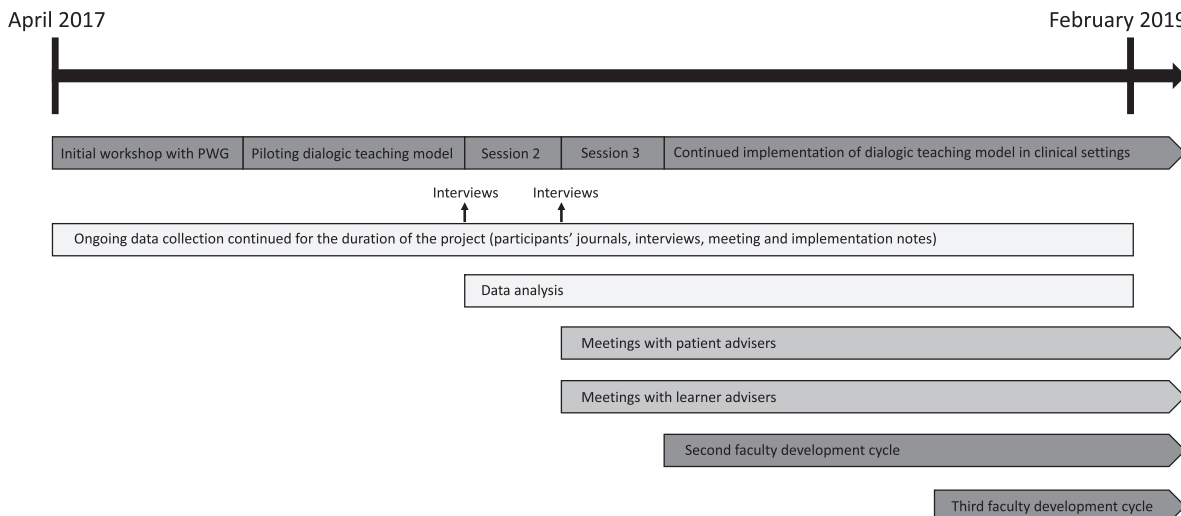 April 2017
February 2019
Initial workshop with PWG
Piloting dialogic teaching model
Session 2
Session 3
Continued implementation of dialogic teaching model in clinical settings
Interviews
Interviews
Ongoing data collection continued for the duration of the project (participants’ journals, interviews, meeting and implementation notes)
Data analysis
Meetings with patient advisers
Meetings with learner advisers
Second faculty development cycle
Third faculty development cycle